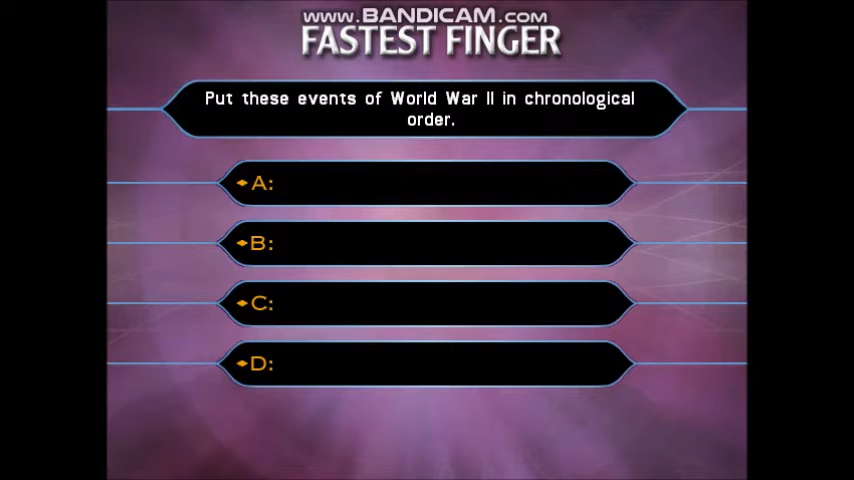 www.BANDICAM.com
FASTEST FINGER
Put these events of World War II in chronological
order.
A:
B:
C:
D: